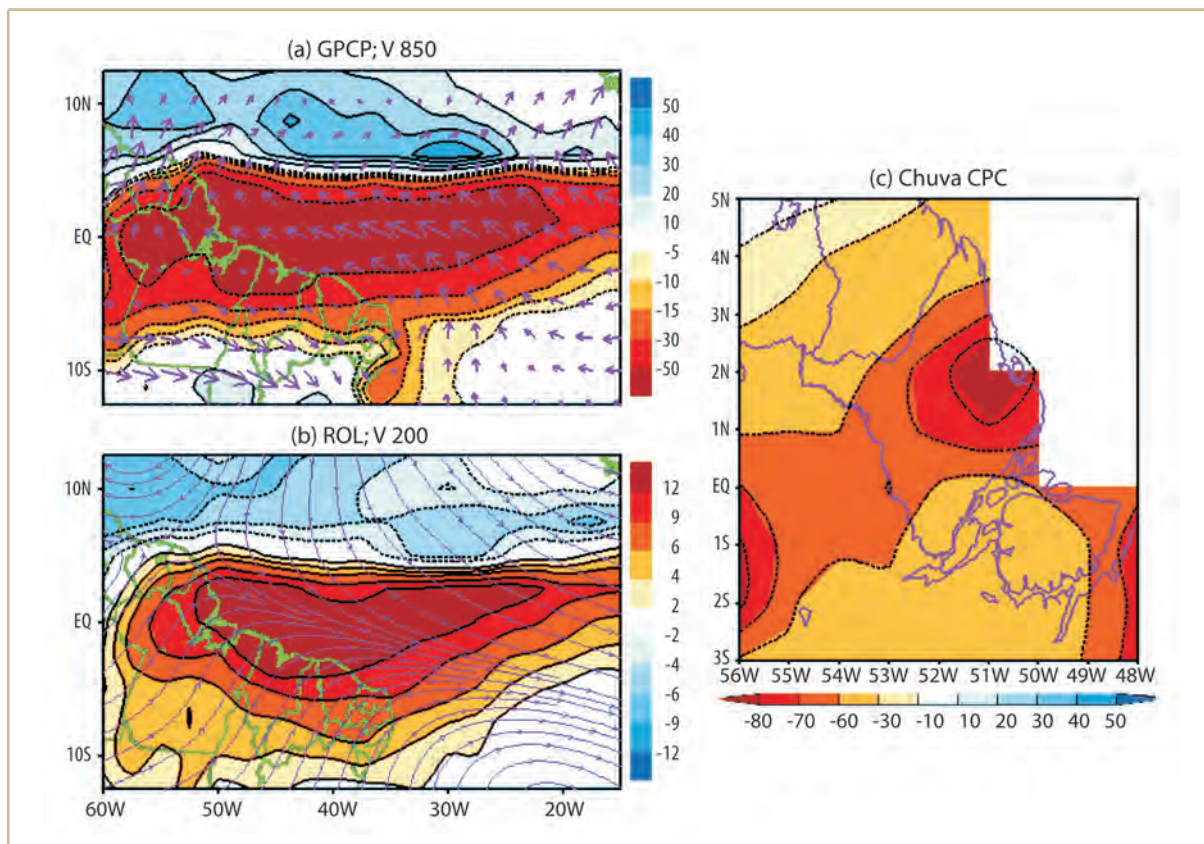 (a) GPCP; V 850
10N
EQ
10S
50
40
30
20
10
-5
-10
-15
-30
-50
(b) ROL; V 200
10N
EQ
10S
60W 50W 40W 30W 20W
12
9
6
4
2
-2
-4
-6
-9
-12
(c) Chuva CPC
5N
4N
3N
2N
1N
EQ
1S
2S
3S
56W 55W 54W 53W 52W 51W 50W 49W 48W
-80 -70 -60 -30 -10 10 20 30 40 50